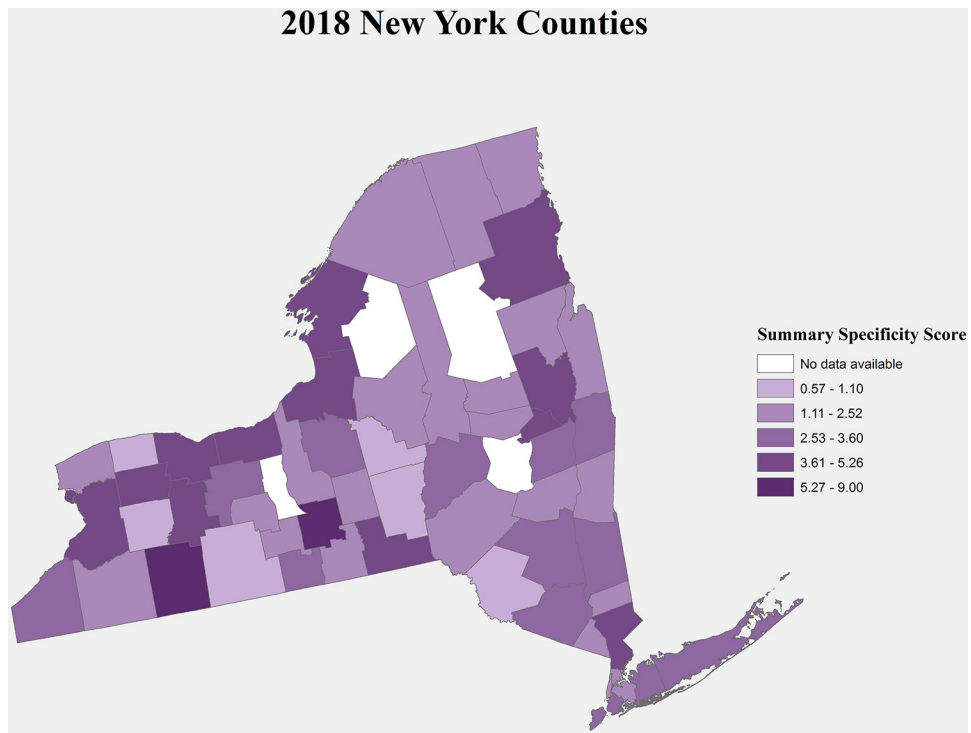 2018 New York Counties
Summary Specificity Score
No data available
0.57 - 1.10
1.11 - 2.52
2.53 - 3.60
3.61 - 5.26
5.27 - 9.00